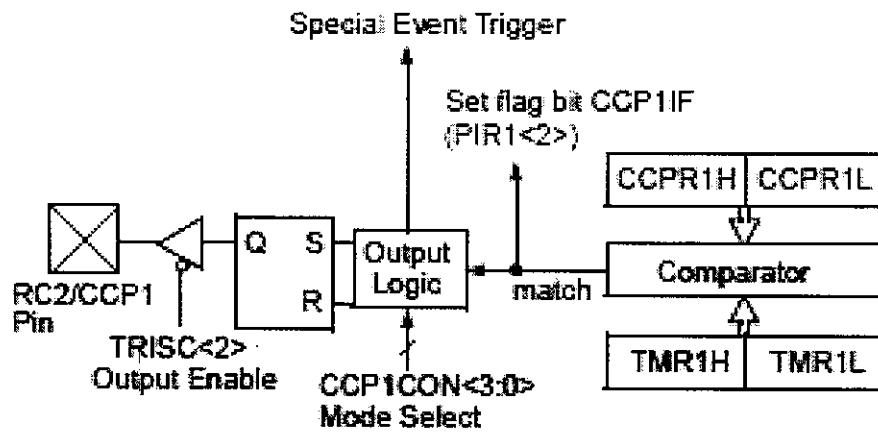 Special Event Trigger
Set flag bit CCP1IF
(PIR1<2>)
CCPR1H CCPR1L
Q S
R
Output
Logic
match
Comparator
RC2/CCP1
Pin
TRISC<2>
Output Enable
CCP1CON<3:0>
Mode Select
TMR1H TMR1L